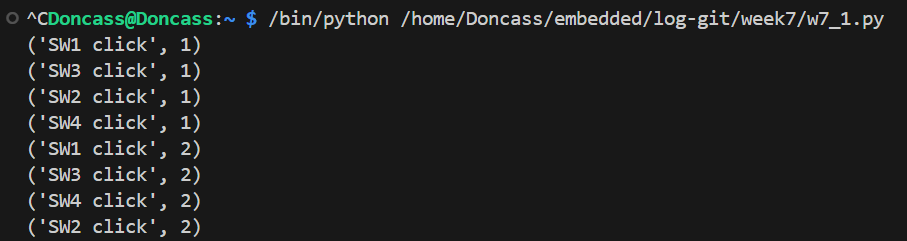 ^CDoncass@Doncass:~ $ /bin/python /home/Doncass/embedded/log-git/week7/w7_1.py
('SW1 click', 1)
('SW3 click', 1)
('SW2 click', 1)
('SW4 click', 1)
('SW1 click', 2)
('SW3 click', 2)
('SW4 click', 2)
('SW2 click', 2)